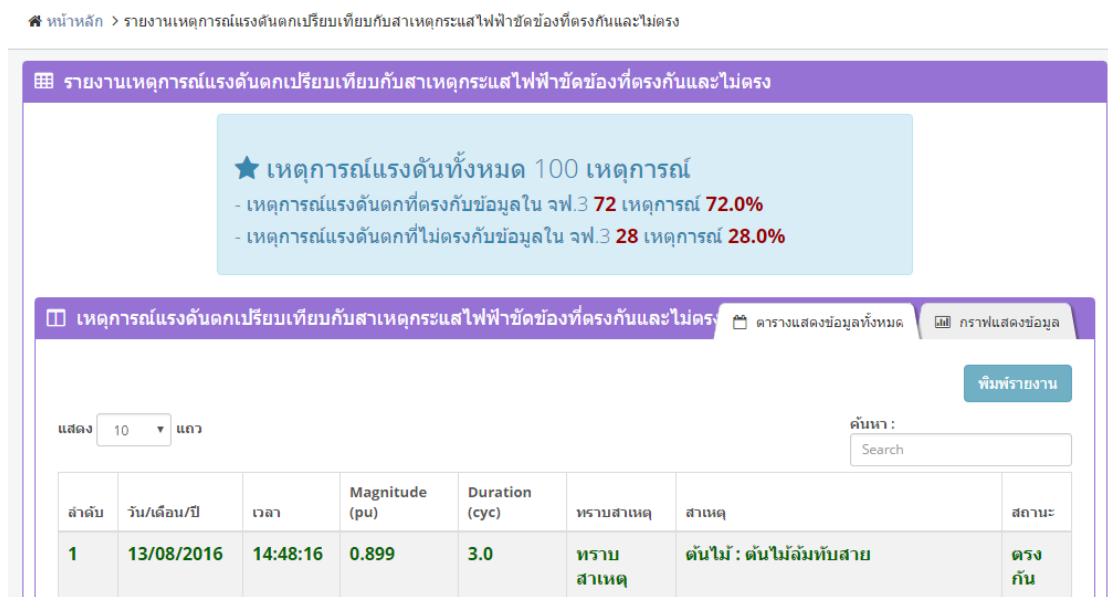 หน้าหลัก > รายงานเหตุการณ์แรงดันตกเปรียบเทียบกับสาเหตุกระแสไฟฟ้าขัดข้องที่ตรงกันและไม่ตรง
รายงานเหตุการณ์แรงดันตกเปรียบเทียบกับสาเหตุกระแสไฟฟ้าขัดข้องที่ตรงกันและไม่ตรง
★ เหตุการณ์แรงดันทั้งหมด 100 เหตุการณ์
- เหตุการณ์แรงดันตกที่ตรงกับข้อมูลใน จฟ.3 72 เหตุการณ์ 72.0%
- เหตุการณ์แรงดันตกที่ไม่ตรงกับข้อมูลใน จฟ.3 28 เหตุการณ์ 28.0%
เหตุการณ์แรงดันตกเปรียบเทียบกับสาเหตุกระแสไฟฟ้าขัดข้องที่ตรงกันและไม่ตรง ตารางแสดงข้อมูลทั้งหมด กราฟแสดงข้อมูล
พิมพ์รายงาน
แสดง 10 แถว
ค้นหา :
Search
ลำดับ วัน/เดือน/ปี เวลา Magnitude (pu) Duration (cyc) ทราบสาเหตุ สาเหตุ สถานะ
1 13/08/2016 14:48:16 0.899 3.0 ทราบสาเหตุ ต้นไม้ : ต้นไม้ล้มทับสาย ตรงกัน